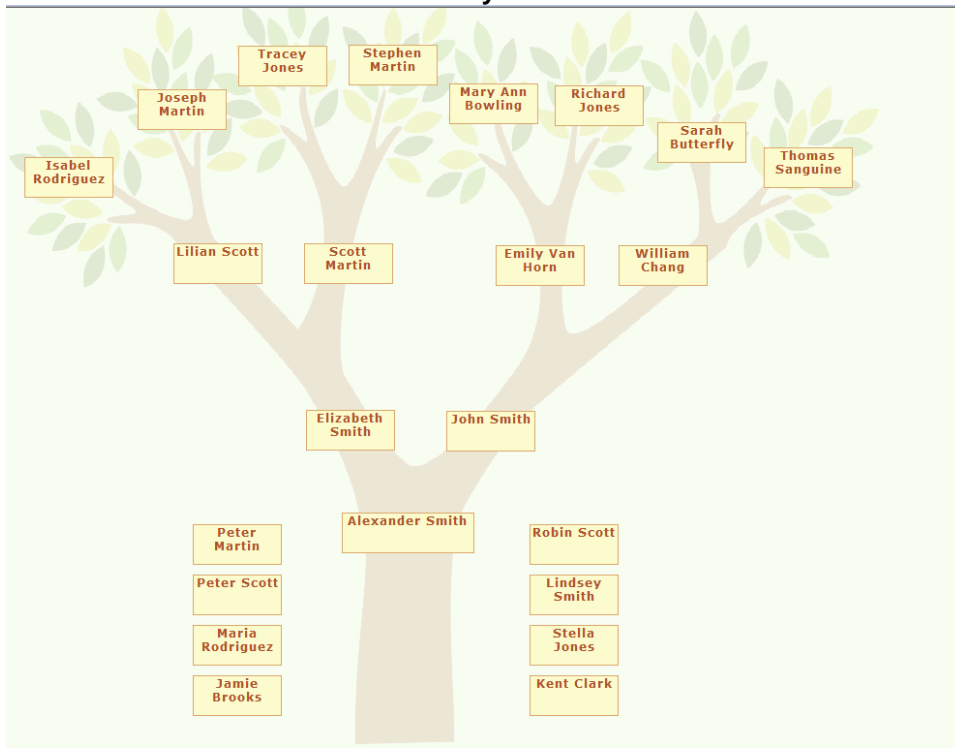 Tracey
Jones
Stephen
Martin
Joseph
Martin
Mary Ann
Bowling
Richard
Jones
Sarah
Butterfly
Isabel
Rodriguez
Thomas
Sanguine
Lilian Scott
Scott
Martin
Emily Van
Horn
William
Chang
Elizabeth
Smith
John Smith
Alexander Smith
Peter
Martin
Robin Scott
Peter Scott
Lindsey
Smith
Maria
Rodriguez
Stella
Jones
Jamie
Brooks
Kent Clark